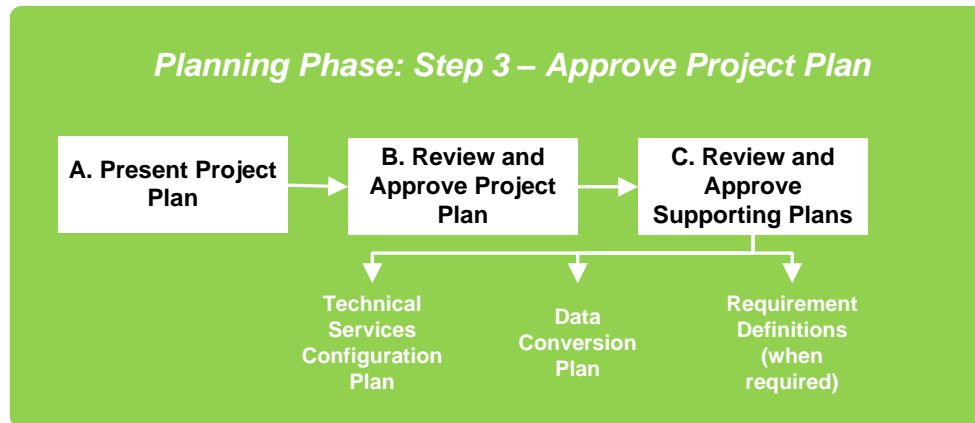 Planning Phase: Step 3 – Approve Project Plan
A. Present Project
Plan
B. Review and
Approve Project
Plan
C. Review and
Approve
Supporting Plans
Technical
Services
Configuration
Plan
Data
Conversion
Plan
Requirement
Definitions
(when
required)